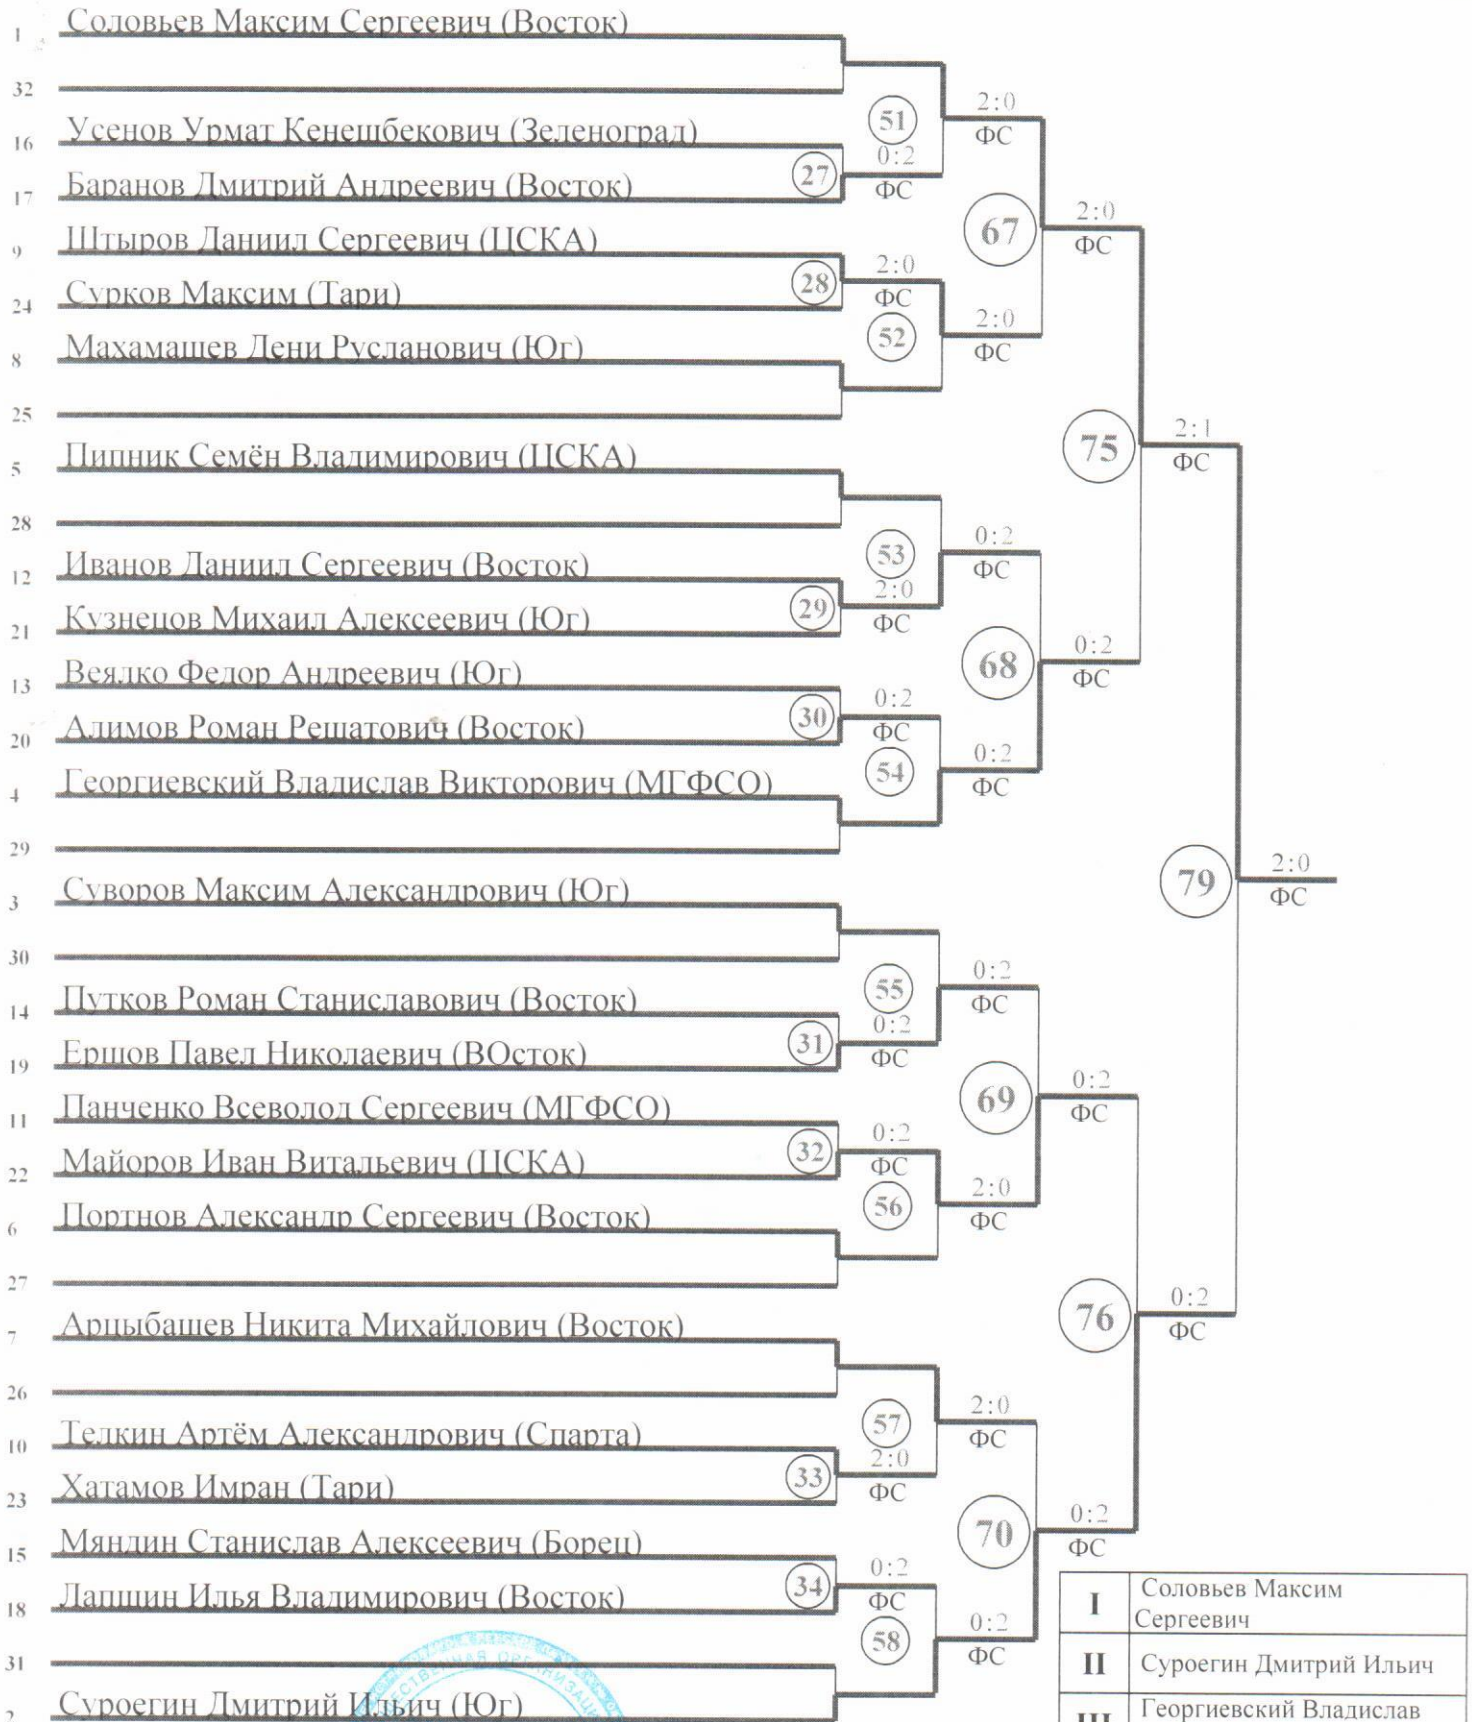 1 Соловьев Максим Сергеевич (Восток)
32
16 Усенов Урмат Кенешбекович (Зеленоград)
17 Баранов Дмитрий Андреевич (Восток)
9 Штыров Даниил Сергеевич (ЦСКА)
24 Сурков Максим (Тари)
8 Махамашев Дени Русланович (Юг)
25
5 Пипник Семён Владимирович (ЦСКА)
28
12 Иванов Даниил Сергеевич (Восток)
21 Кузнецов Михаил Алексеевич (Юг)
13 Веялко Федор Андреевич (Юг)
20 Алимов Роман Решатович (Восток)
4 Георгиевский Владислав Викторович (МГФСО)
29
3 Суворов Максим Александрович (Юг)
30
14 Путков Роман Станиславович (Восток)
19 Ершов Павел Николаевич (ВОсток)
11 Панченко Всеволод Сергеевич (МГФСО)
22 Майоров Иван Витальевич (ЦСКА)
6 Портнов Александр Сергеевич (Восток)
27
7 Арцыбашев Никита Михайлович (Восток)
26
10 Телкин Артём Александрович (Спарта)
23 Хатамов Имран (Тари)
15 Мяндин Станислав Алексеевич (Борец)
18 Лапшин Илья Владимирович (Восток)
31
2 Суроегин Дмитрий Ильич (Юг)
27 0:2 ФС
28 2:0 ФС
29 2:0 ФС
30 0:2 ФС
31 0:2 ФС
32 0:2 ФС
33 2:0 ФС
34 0:2 ФС
51 2:0 ФС
52 2:0 ФС
53 0:2 ФС
54 0:2 ФС
55 0:2 ФС
56 2:0 ФС
57 2:0 ФС
58 0:2 ФС
67 2:0 ФС
68 0:2 ФС
69 0:2 ФС
70 0:2 ФС
75 2:1 ФС
76 0:2 ФС
79 2:0 ФС
I Соловьев Максим
Сергеевич
II Суроегин Дмитрий Ильич
III Георгиевский Владислав